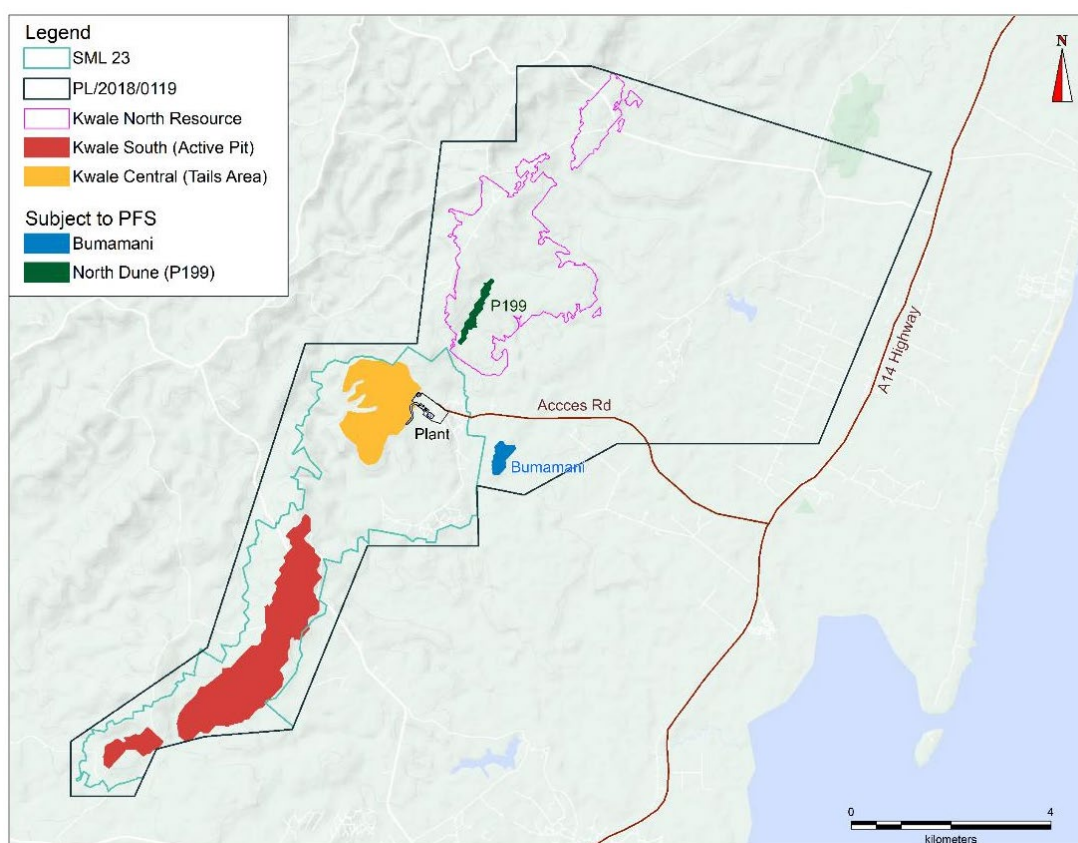 Legend
SML 23
PL/2018/0119
Kwale North Resource
Kwale South (Active Pit)
Kwale Central (Tails Area)
Subject to PFS
Bumamani
North Dune (P199)
N
P199
A14 Highway
Accces Rd
Plant
Bumamani
0 4
kilometers